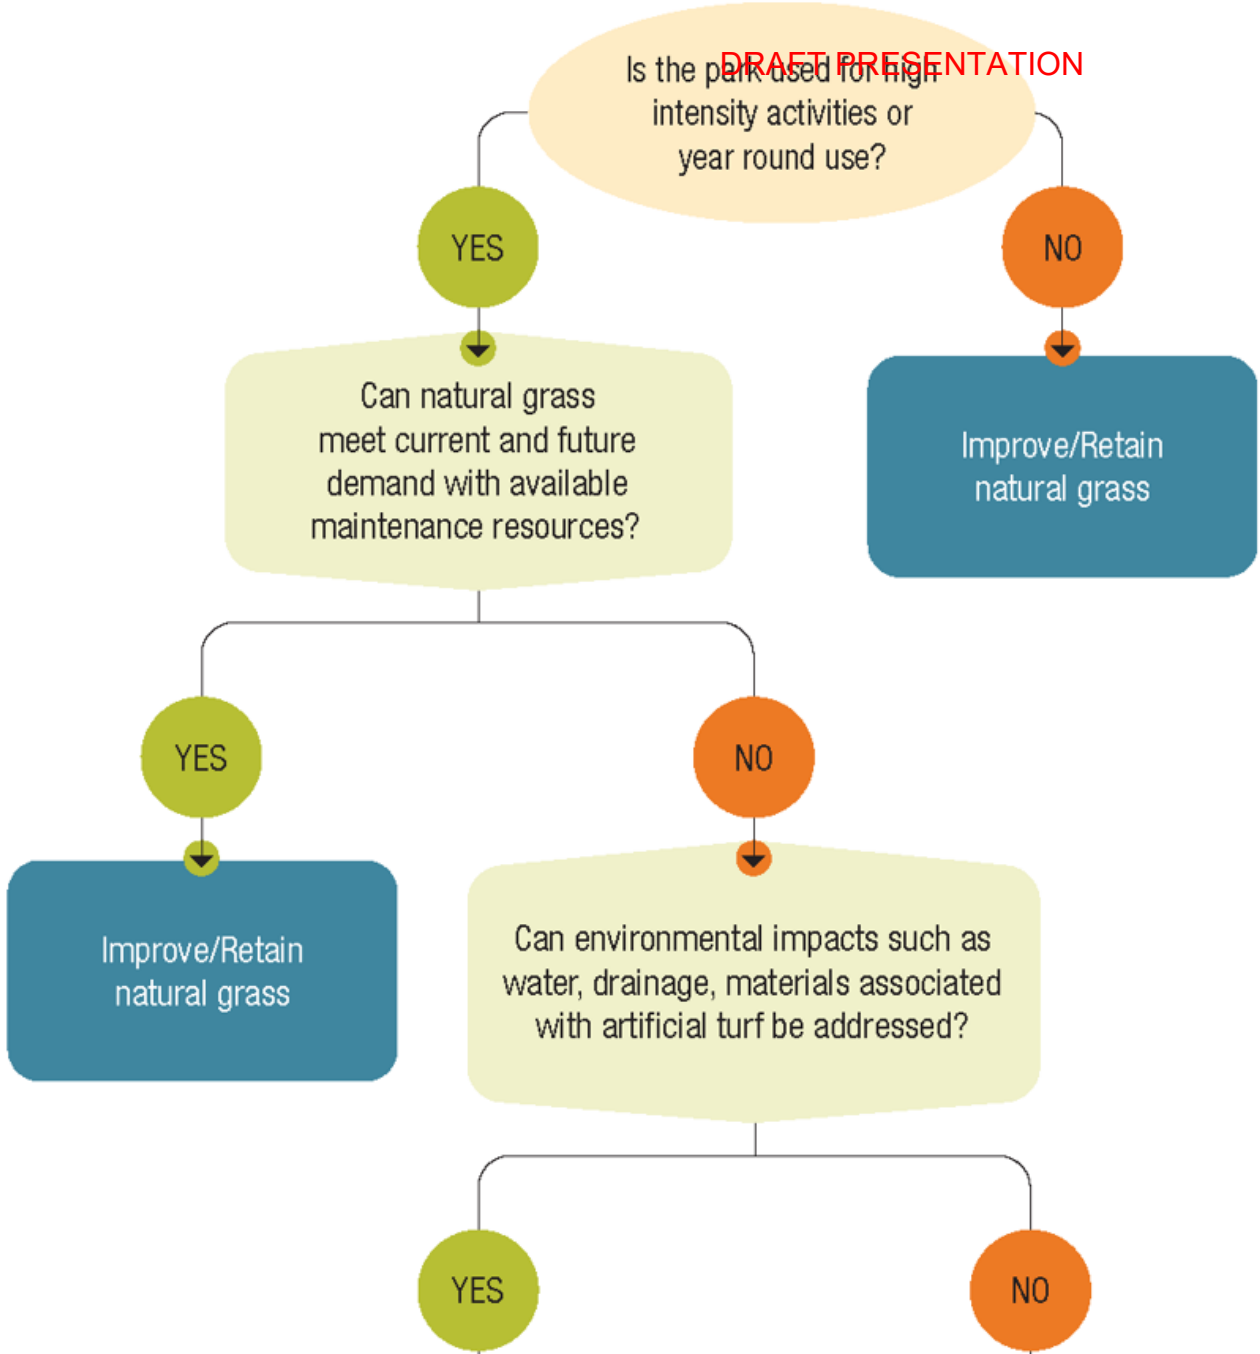 DRAFT PRESENTATION
Is the park used for high
intensity activities or
year round use?
YES
NO
Can natural grass
meet current and future
demand with available
maintenance resources?
Improve/Retain
natural grass
YES
NO
Improve/Retain
natural grass
Can environmental impacts such as
water, drainage, materials associated
with artificial turf be addressed?
YES
NO